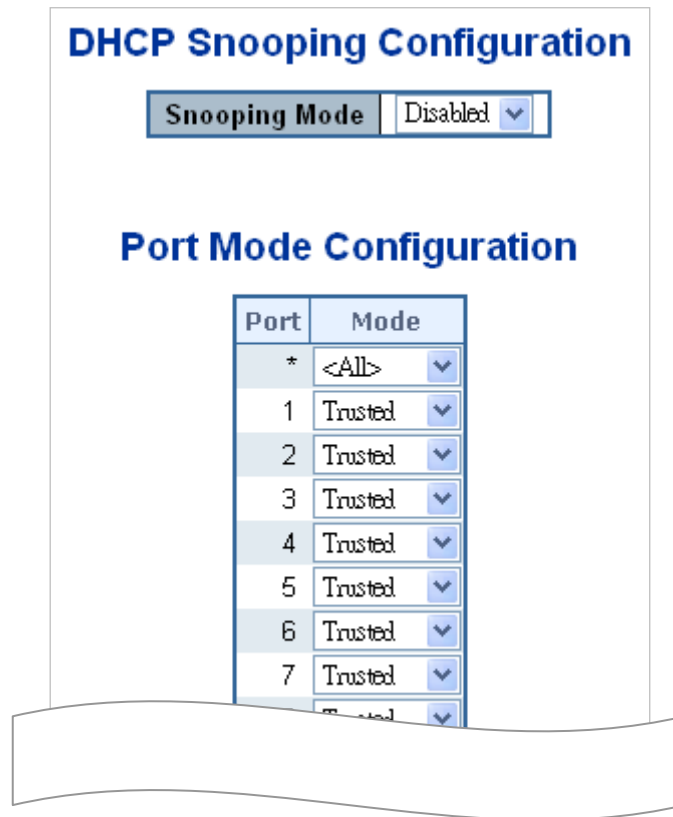 DHCP Snooping Configuration
Snooping Mode Disabled
Port Mode Configuration
Port Mode
* <All>
1 Trusted
2 Trusted
3 Trusted
4 Trusted
5 Trusted
6 Trusted
7 Trusted
Trusted